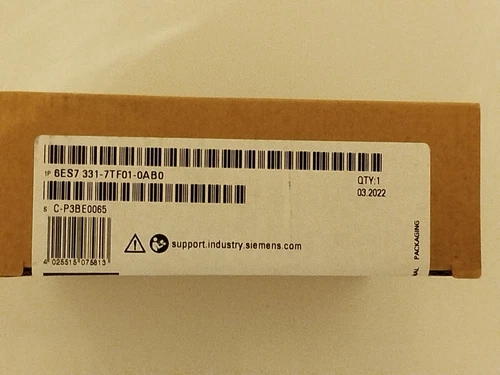 1P 6ES7 331-7TF01-0AB0
QTY:1
03.2022
S C-P3BE0065
support.industry.siemens.com
4 025515 075813
PACKAGING